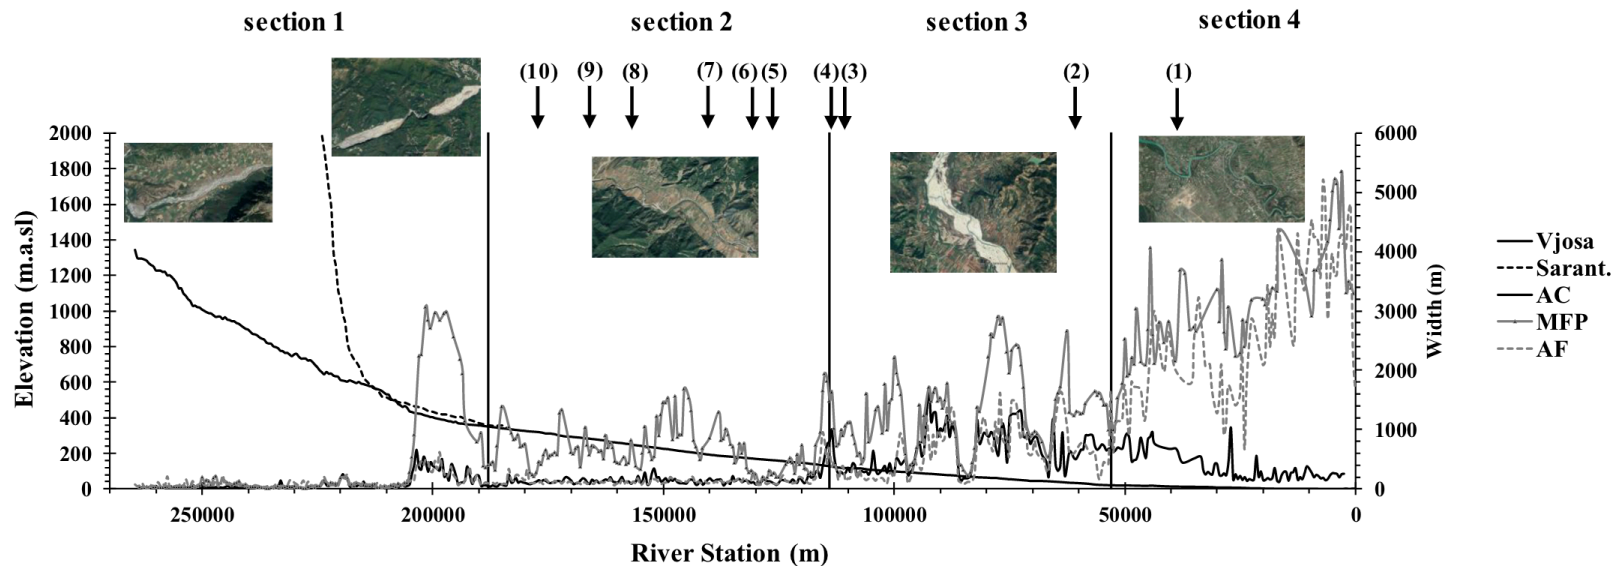 section 1 section 2 section 3 section 4
(10) (9) (8) (7) (6) (5) (4) (3) (2) (1)
2000 6000
1800
1600 5000
1400
1200 4000
1000 3000
800
600 2000
400 1000
200
0 0
Elevation (m.a.sl)
Width (m)
250000 200000 150000 100000 50000 0
River Station (m)
Vjosa
Sarant.
AC
MFP
AF